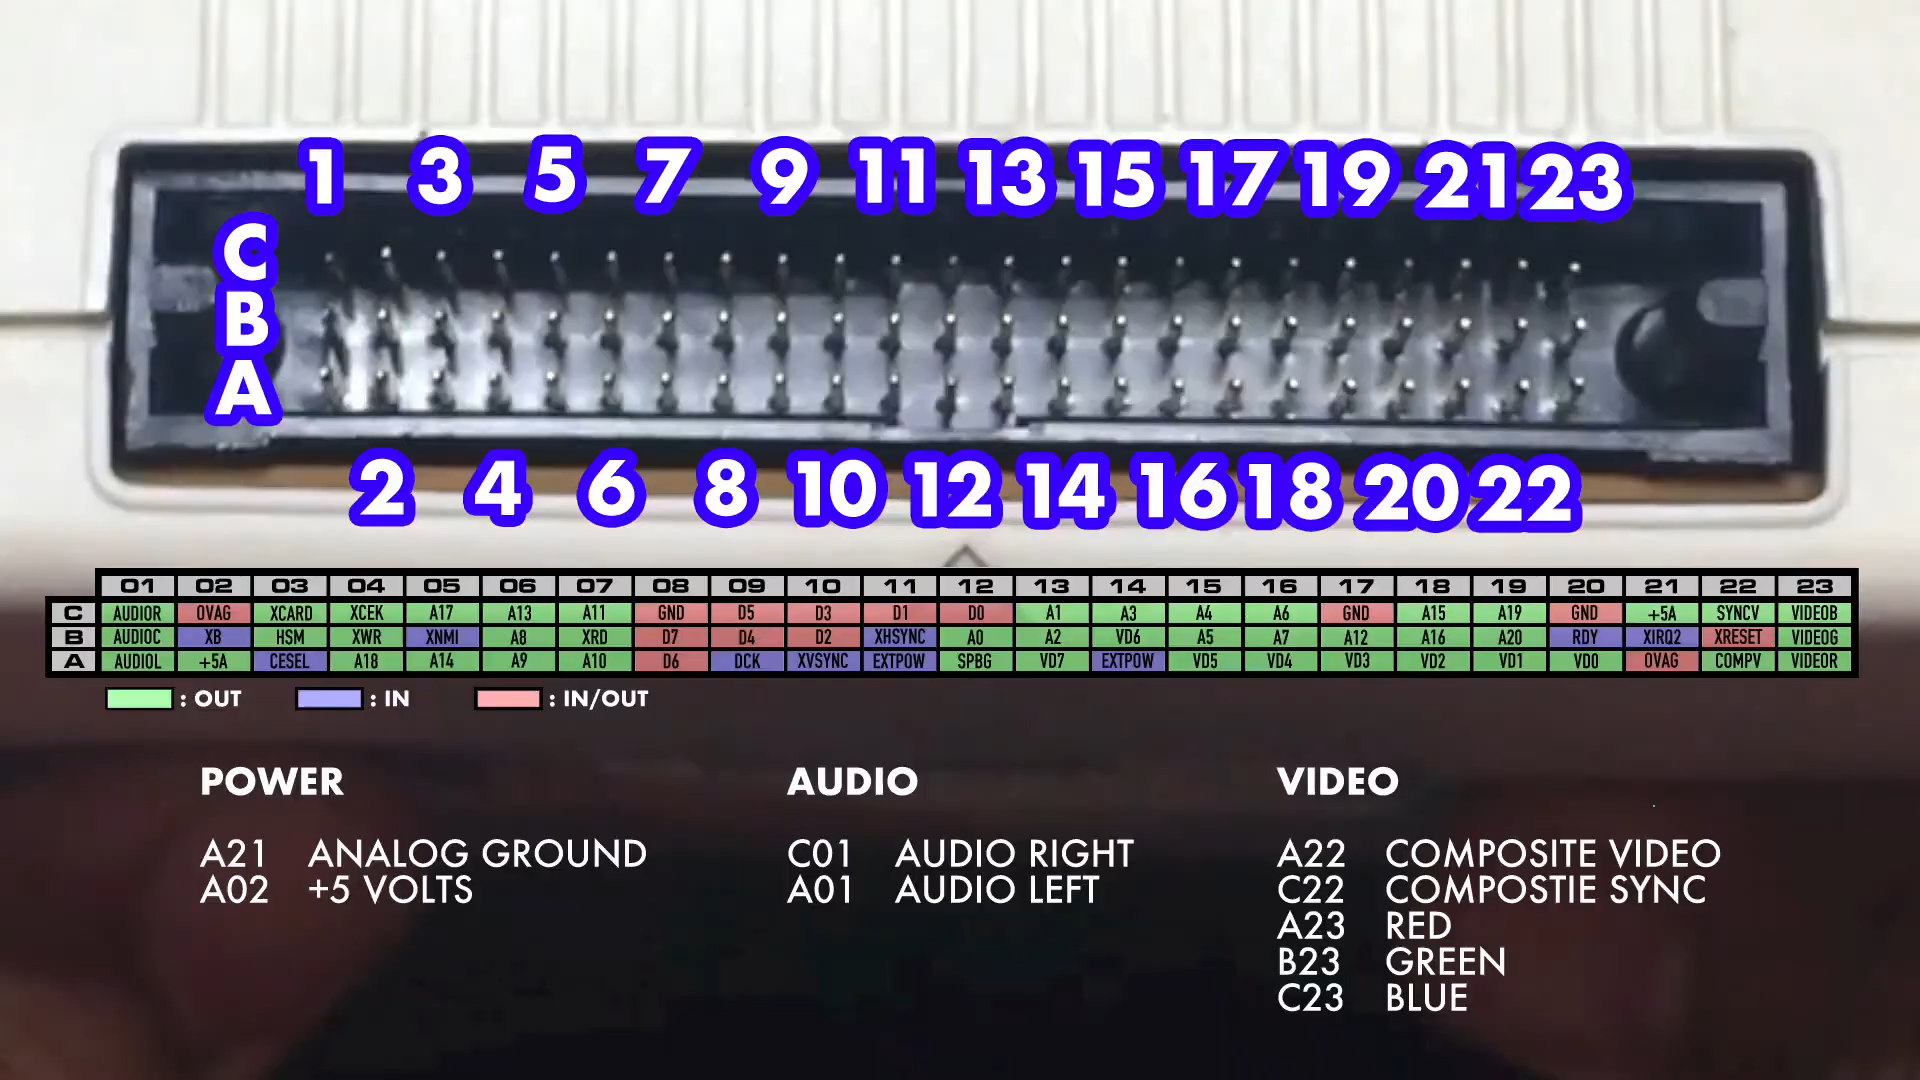 1 3 5 7 9 11 13 15 17 19 21 23
C
B
A
2 4 6 8 10 12 14 16 18 20 22
01 02 03 04 05 06 07 08 09 10 11 12 13 14 15 16 17 18 19 20 21 22 23
C AUDIOR OVAG XCARD XCEK A17 A13 A11 GND D5 D3 D1 D0 A1 A3 A4 A6 GND A15 A19 GND +5A SYNCV VIDEOB
B AUDIOC XB HSM XWR XNMI A8 XRD D7 D4 D2 XHSYNC A0 A2 VD6 A5 A7 A12 A16 A20 RDY XIRQ2 XRESET VIDEOG
A AUDIOL +5A CESEL A18 A14 A9 A10 D6 DCK XVSYNC EXTPOW SPBG VD7 EXTPOW VD5 VD4 VD3 VD2 VD1 VD0 OVAG COMPV VIDEOR
: OUT : IN : IN/OUT
POWER
A21 ANALOG GROUND
A02 +5 VOLTS
AUDIO
C01 AUDIO RIGHT
A01 AUDIO LEFT
VIDEO
A22 COMPOSITE VIDEO
C22 COMPOSTIE SYNC
A23 RED
B23 GREEN
C23 BLUE